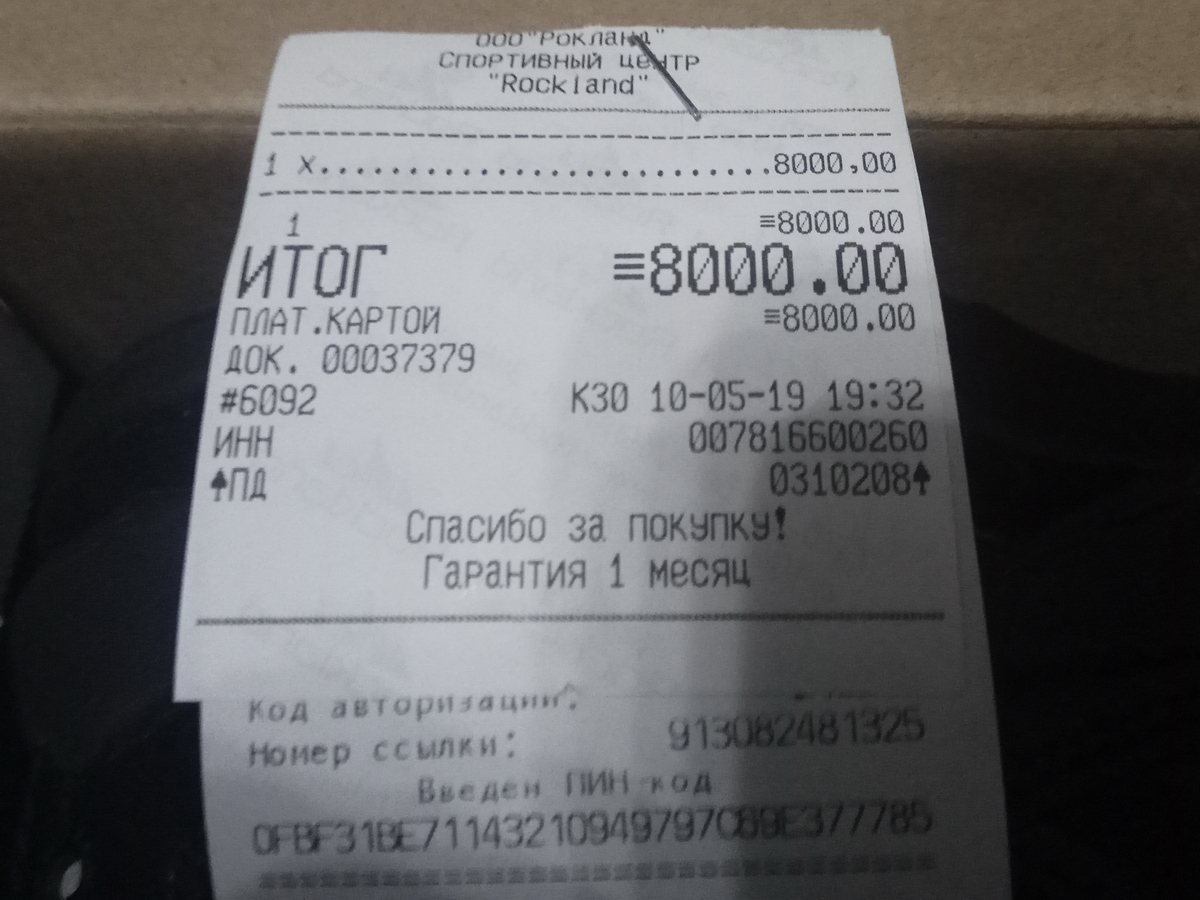 ООО "Рокланд"
Спортивный центр
"Rockland"
1 X..........................8000,00
1 ≡8000.00
ИТОГ ≡8000.00
ПЛАТ.КАРТОЙ ≡8000.00
ДОК. 00037379
#6092 К30 10-05-19 19:32
ИНН 007816600260
↑ПД 0310208↑
Спасибо за покупку!
Гарантия 1 месяц
Код авторизации:
Номер ссылки: 913082481325
Введен ПИН-код
0FBF31BE71143210949797C89E377785